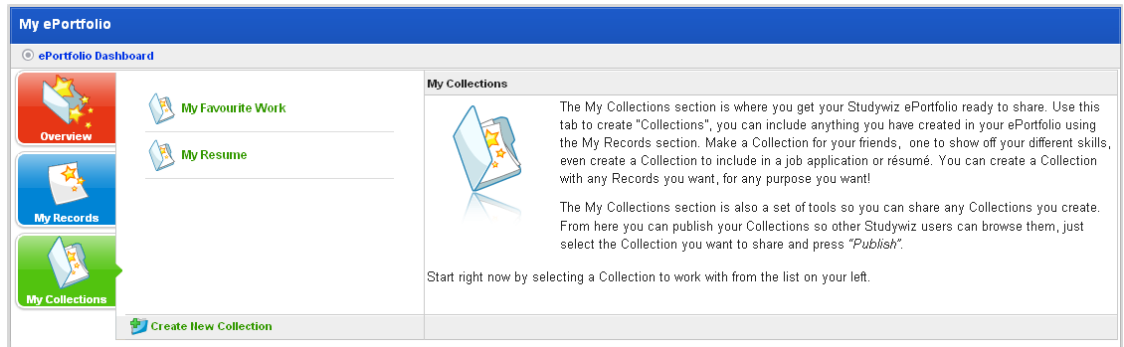 My ePortfolio
ePortfolio Dashboard
Overview
My Records
My Collections
My Favourite Work
My Resume
Create New Collection
My Collections
The My Collections section is where you get your Studywiz ePortfolio ready to share. Use this
tab to create "Collections", you can include anything you have created in your ePortfolio using
the My Records section. Make a Collection for your friends, one to show off your different skills,
even create a Collection to include in a job application or résumé. You can create a Collection
with any Records you want, for any purpose you want!
The My Collections section is also a set of tools so you can share any Collections you create.
From here you can publish your Collections so other Studywiz users can browse them, just
select the Collection you want to share and press "Publish".
Start right now by selecting a Collection to work with from the list on your left.